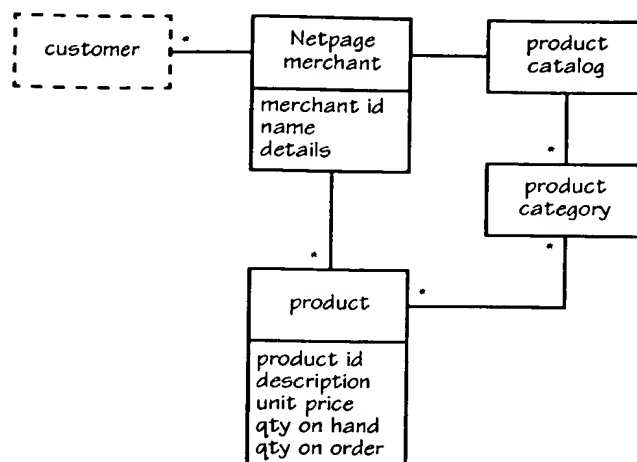 customer
*
Netpage
merchant
merchant id
name
details
product
catalog
*
product
category
*
*
*
product
product id
description
unit price
qty on hand
qty on order